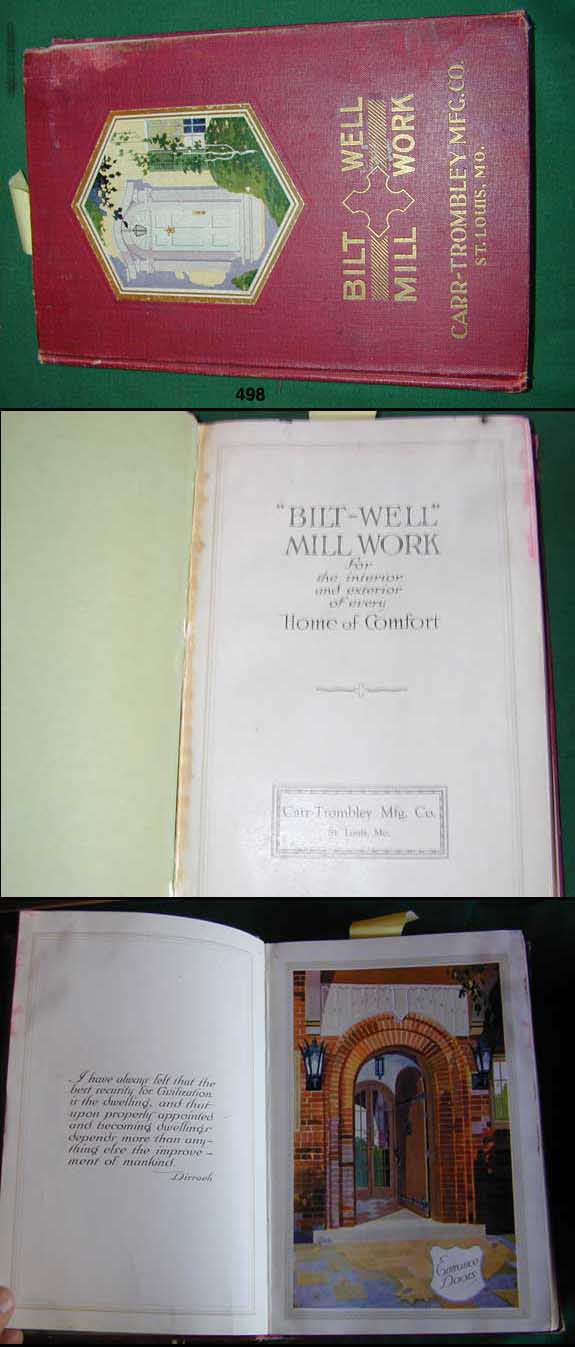 BILT WELL
MILL WORK
CARR-TROMBLEY MFG. CO.
ST. LOUIS, MO.
498
"BILT-WELL"
MILL WORK
for
the interior
and exterior
of every
Home of Comfort
Carr-Trombley Mfg. Co.
St. Louis, Mo.
I have always felt that the
best security for Civilization
is the dwelling, and that
upon properly appointed
and becoming dwellings
depends more than any-
thing else the improve-
ment of mankind.
Disraeli
Entrance
Doors